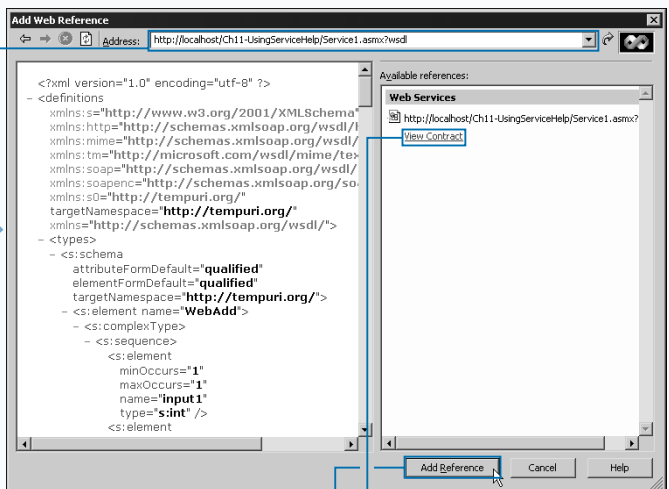 Add Web Reference
Address: http://localhost/Ch11-UsingServiceHelp/Service1.asmx?wsdl
<?xml version="1.0" encoding="utf-8" ?>
- <definitions
xmlns:s="http://www.w3.org/2001/XMLSchema"
xmlns:http="http://schemas.xmlsoap.org/wsdl/h
xmlns:mime="http://schemas.xmlsoap.org/wsdl/
xmlns:tm="http://microsoft.com/wsdl/mime/tex
xmlns:soap="http://schemas.xmlsoap.org/wsdl/
xmlns:soapenc="http://schemas.xmlsoap.org/so
xmlns:s0="http://tempuri.org/"
targetNamespace="http://tempuri.org/"
xmlns="http://schemas.xmlsoap.org/wsdl/">
- <types>
- <s:schema
attributeFormDefault="qualified"
elementFormDefault="qualified"
targetNamespace="http://tempuri.org/">
- <s:element name="WebAdd">
- <s:complexType>
- <s:sequence>
<s:element
minOccurs="1"
maxOccurs="1"
name="input1"
type="s:int" />
<s:element
Available references:
Web Services
http://localhost/Ch11-UsingServiceHelp/Service1.asmx?
View Contract
Add Reference
Cancel
Help